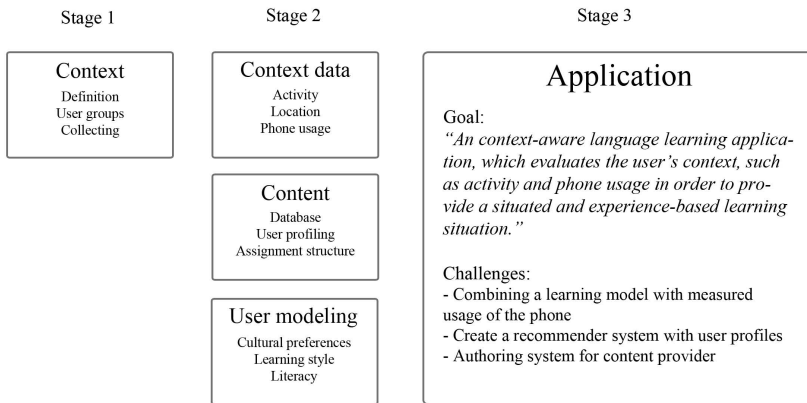 Stage 1
Stage 2
Stage 3
Context
Definition
User groups
Collecting
Context data
Activity
Location
Phone usage
Content
Database
User profiling
Assignment structure
User modeling
Cultural preferences
Learning style
Literacy
Application
Goal:
“An context-aware language learning applica-
tion, which evaluates the user’s context, such
as activity and phone usage in order to pro-
vide a situated and experience-based learning
situation.”
Challenges:
- Combining a learning model with measured
usage of the phone
- Create a recommender system with user profiles
- Authoring system for content provider